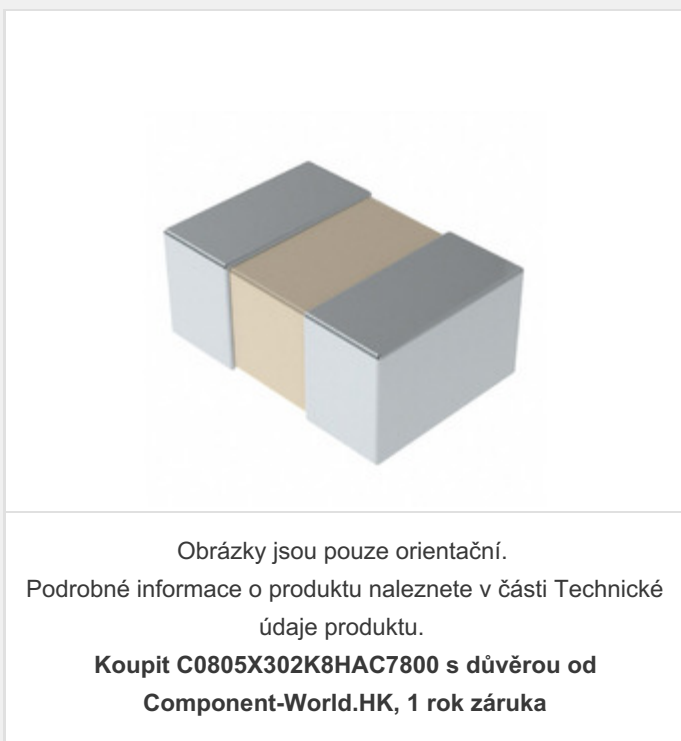 Obrázky jsou pouze orientační.
Podrobné informace o produktu naleznete v části Technické
údaje produktu.
Koupit C0805X302K8HAC7800 s důvěrou od
Component-World.HK, 1 rok záruka